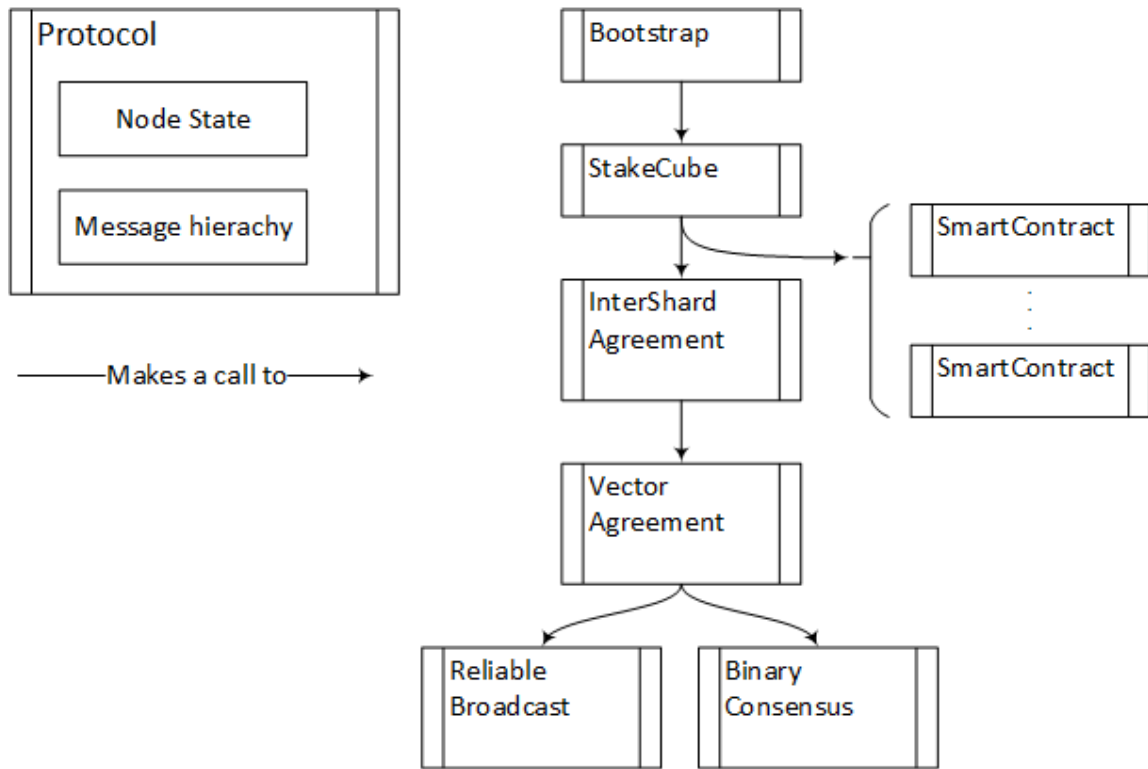 Protocol
Node State
Message hierachy
Makes a call to
Bootstrap
StakeCube
SmartContract
SmartContract
InterShard
Agreement
Vector
Agreement
Reliable
Broadcast
Binary
Consensus